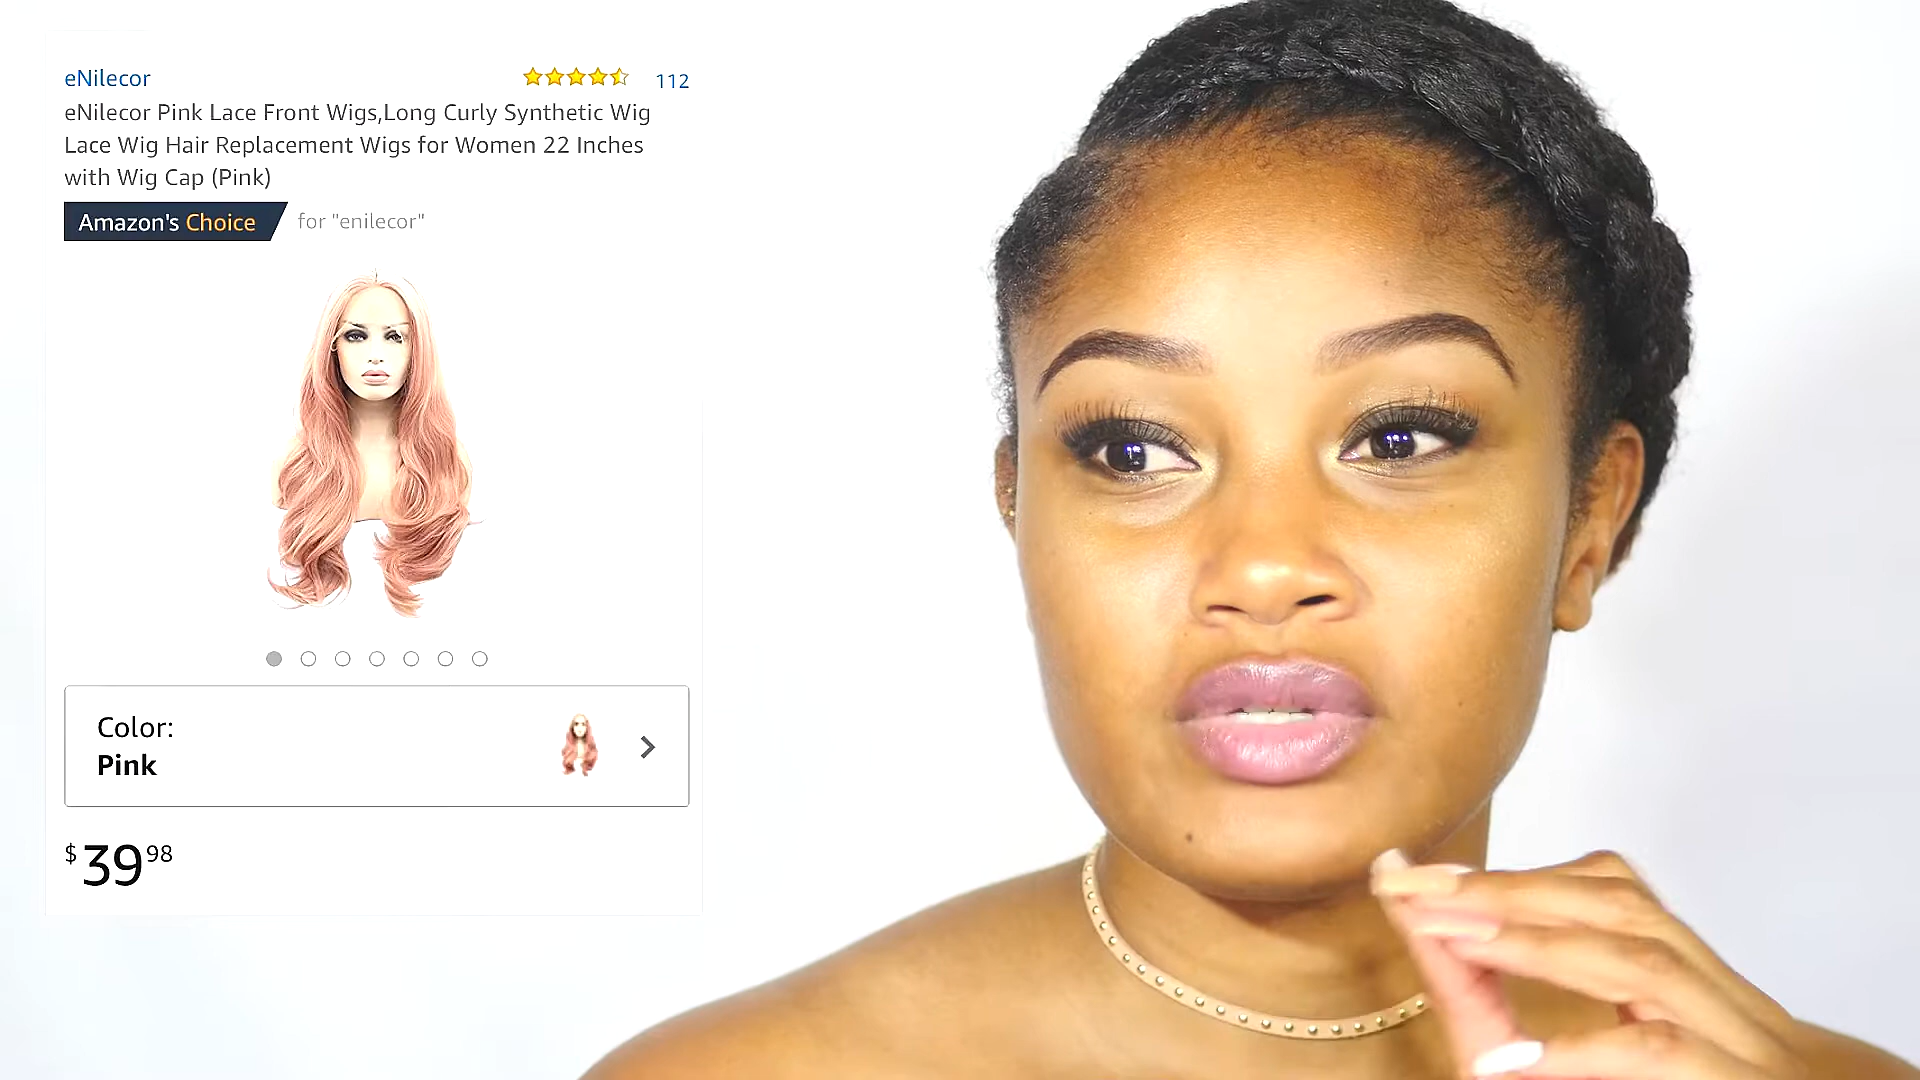 eNilecor
112
eNilecor Pink Lace Front Wigs,Long Curly Synthetic Wig
Lace Wig Hair Replacement Wigs for Women 22 Inches
with Wig Cap (Pink)
Amazon's Choice for "enilecor"
Color:
Pink
$39 98